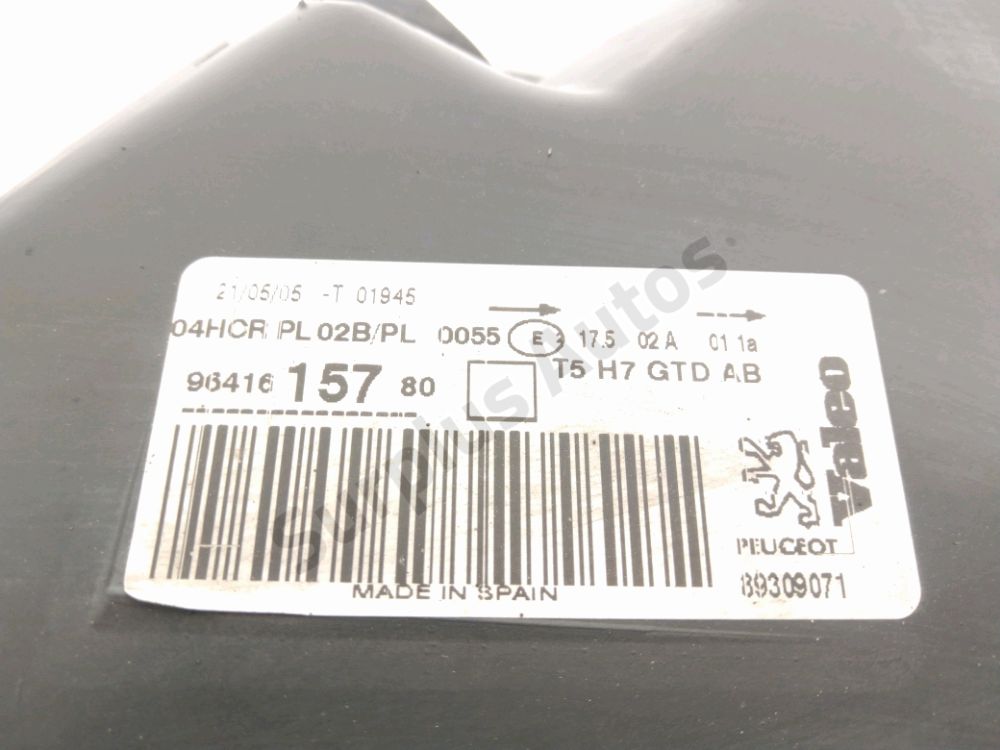 21/05/05 -T 01945
04HCR PL 02B/PL 0055 E 17.5 02 A 01 1a
96416 157 80 T5 H7 GTD AB
Valeo
PEUGEOT
MADE IN SPAIN 89309071
Surplus Autos